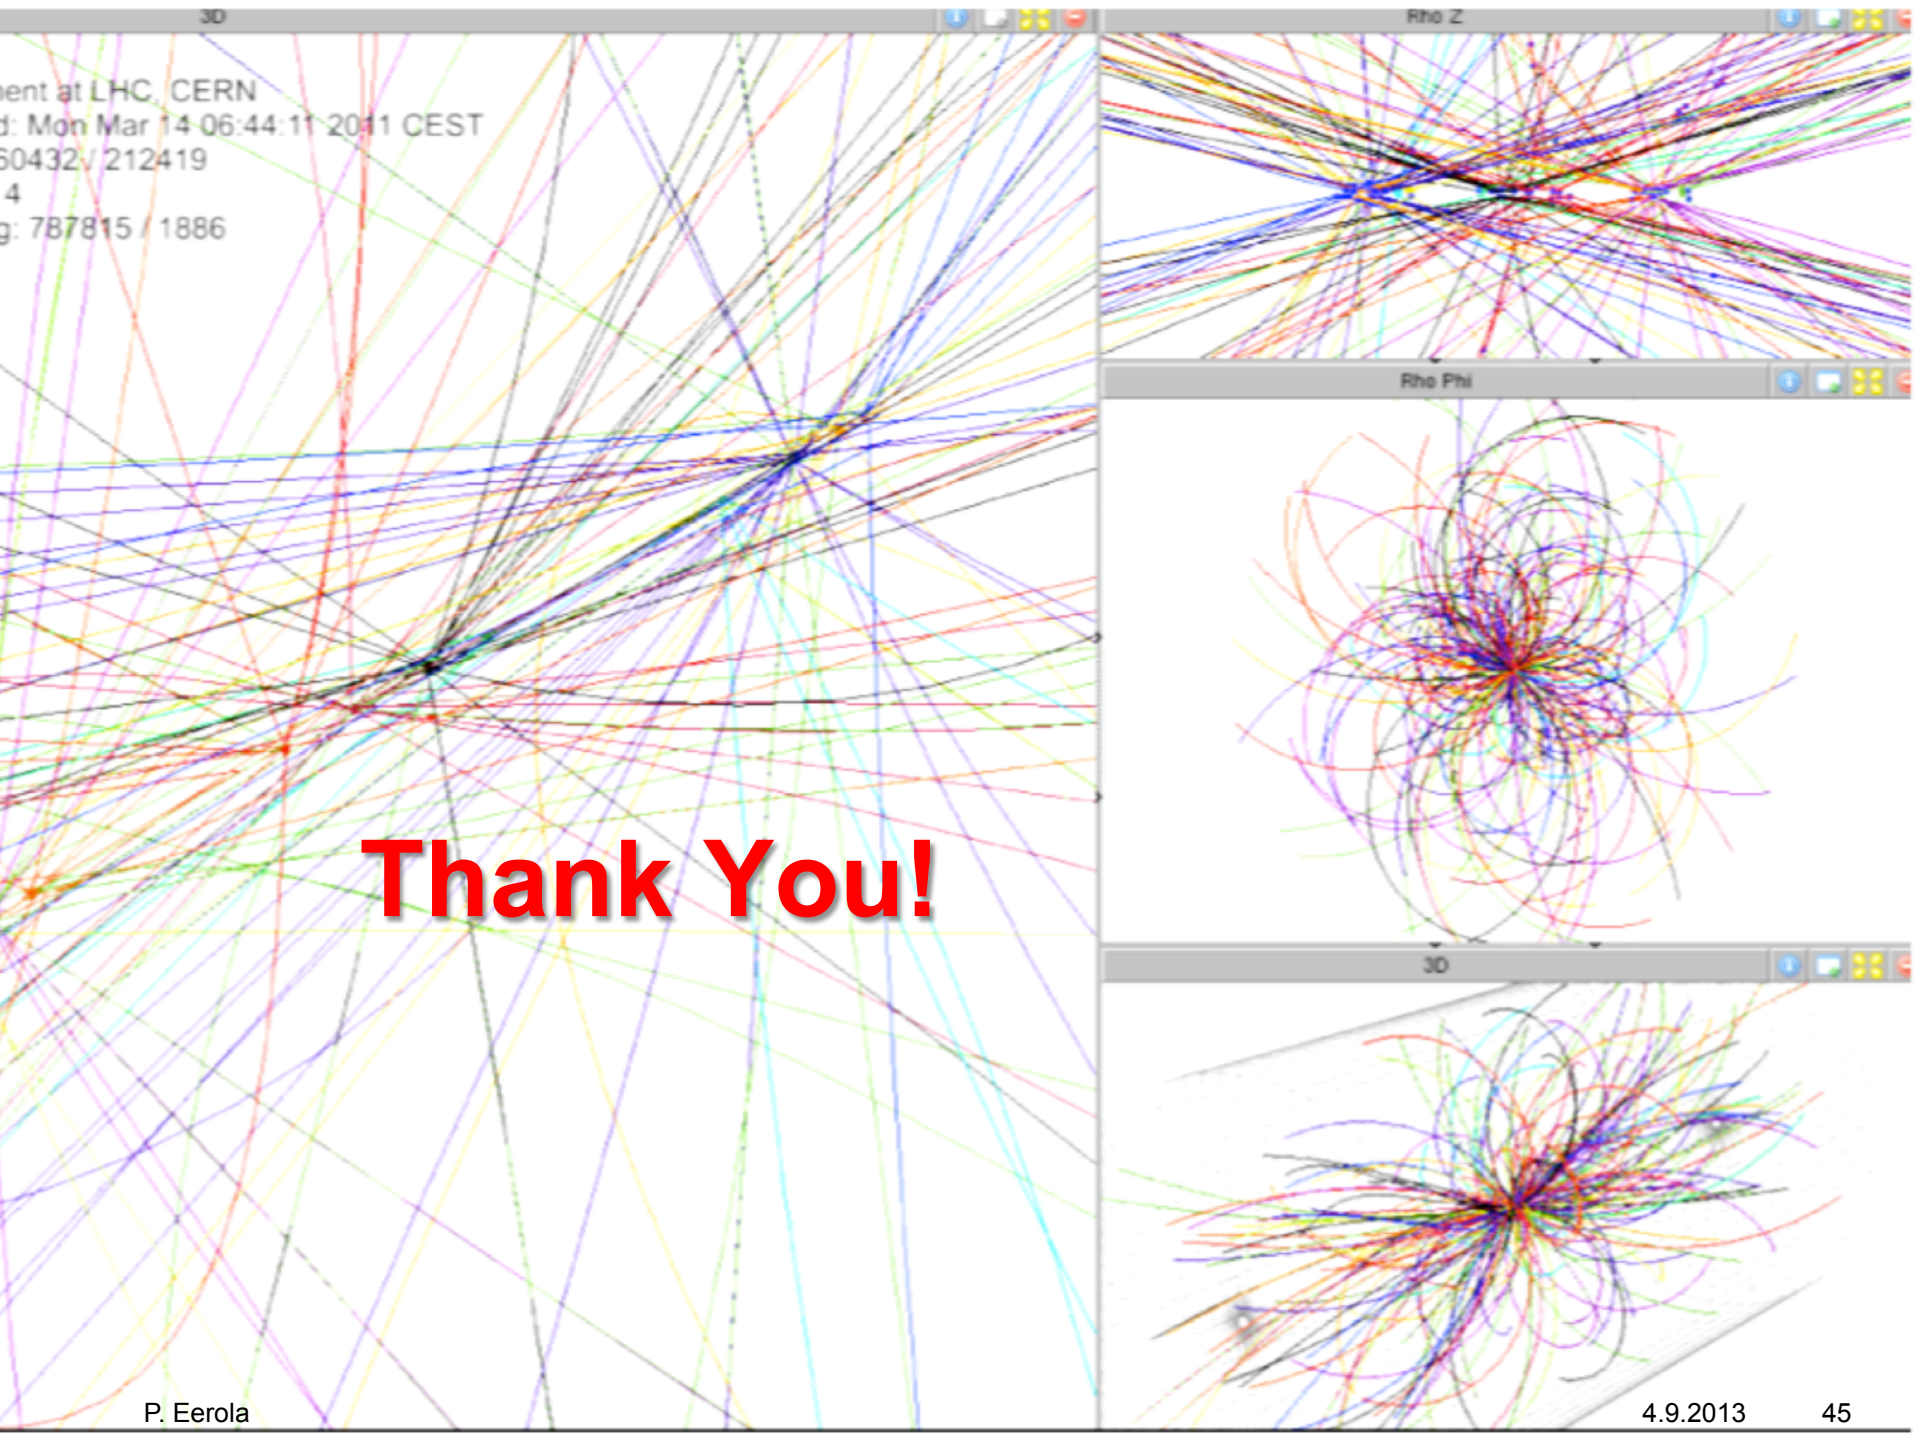 3D
ent at LHC, CERN
d: Mon Mar 14 06:44:11 2011 CEST
60432 / 212419
4
g: 787815 / 1886
Rho Z
Rho Phi
3D
Thank You!
P. Eerola
4.9.2013
45